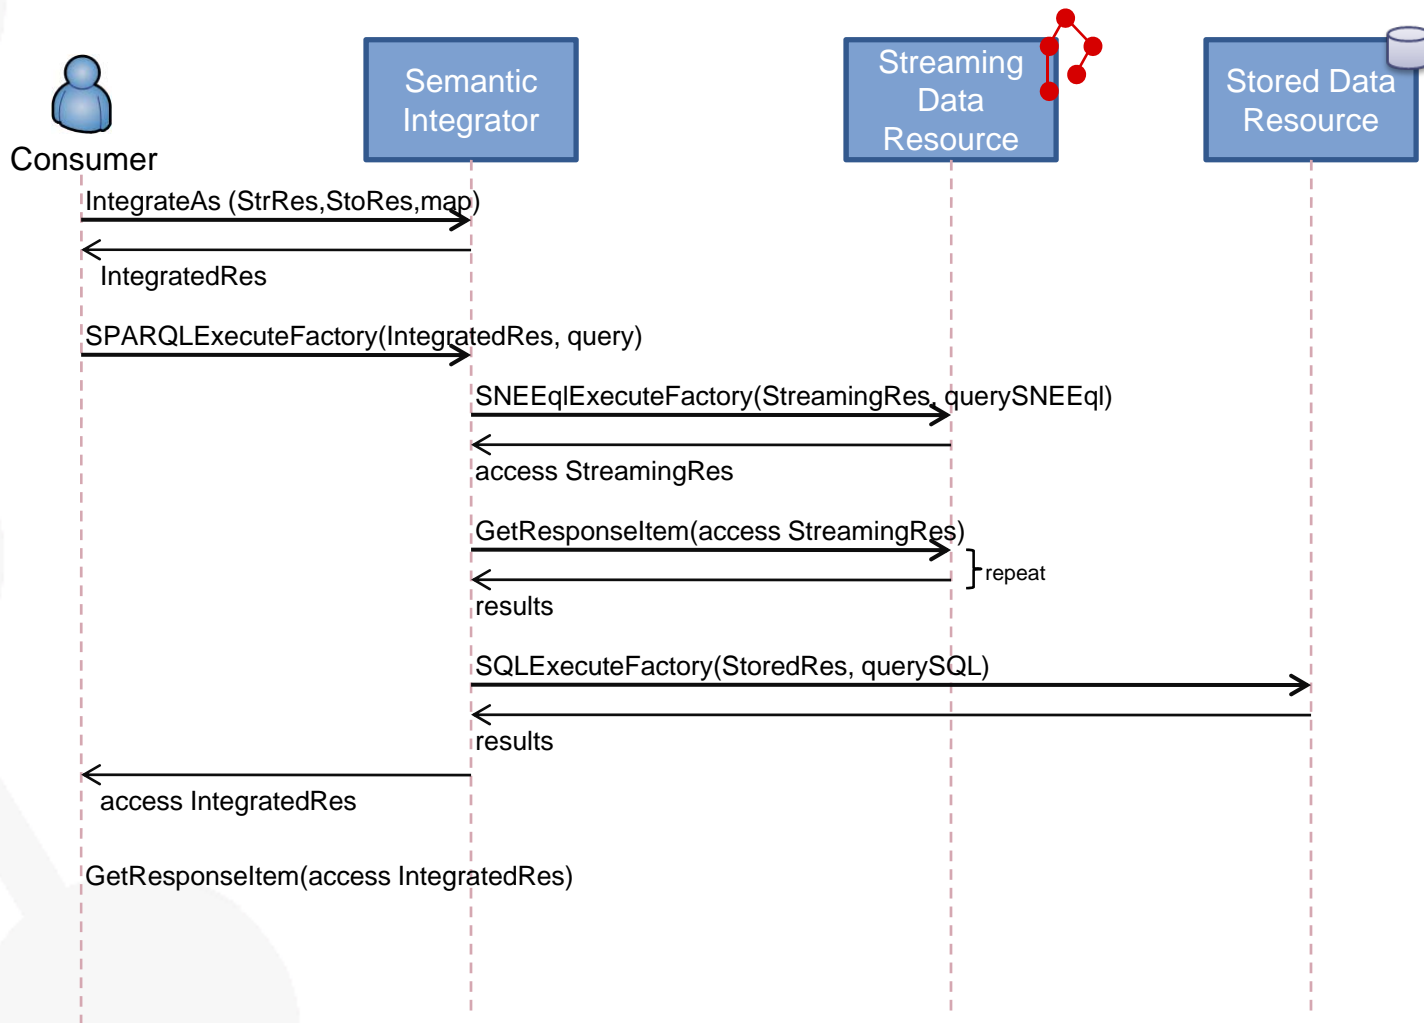 Semantic
Integrator
Streaming
Data
Resource
Stored Data
Resource
Consumer
IntegrateAs (StrRes,StoRes,map)
IntegratedRes
SPARQLExecuteFactory(IntegratedRes, query)
SNEEqlExecuteFactory(StreamingRes, querySNEEql)
access StreamingRes
GetResponseItem(access StreamingRes)
repeat
results
SQLExecuteFactory(StoredRes, querySQL)
results
access IntegratedRes
GetResponseItem(access IntegratedRes)